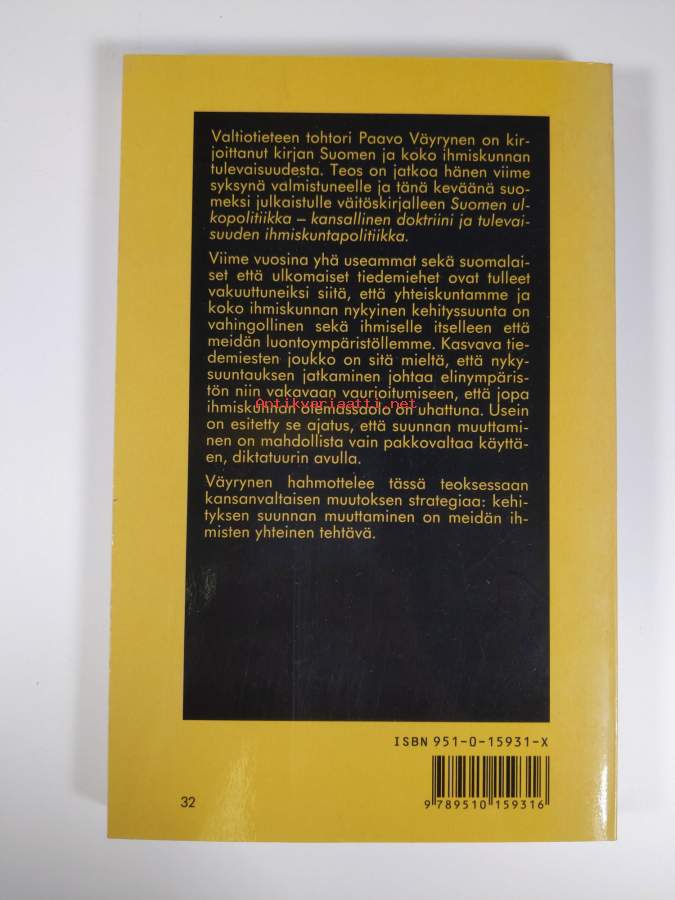 Valtiotieteen tohtori Paavo Väyrynen on kir-
joittanut kirjan Suomen ja koko ihmiskunnan
tulevaisuudesta. Teos on jatkoa hänen viime
syksynä valmistuneelle ja tänä keväänä suo-
meksi julkaistulle väitöskirjalleen Suomen ul-
kopolitiikka – kansallinen doktriini ja tulevai-
suuden ihmiskuntapolitiikka.
Viime vuosina yhä useammat sekä suomalai-
set että ulkomaiset tiedemiehet ovat tulleet
vakuuttuneiksi siitä, että yhteiskuntamme ja
koko ihmiskunnan nykyinen kehityssuunta on
vahingollinen sekä ihmiselle itselleen että
meidän luontoympäristöllemme. Kasvava tie-
demiesten joukko on sitä mieltä, että nyky-
suuntauksen jatkaminen johtaa elinympäris-
tön niin vakavaan vaurioitumiseen, että jopa
Antikvariaatti.net
ihmiskunnan olemassaolo on uhattuna. Usein
on esitetty se ajatus, että suunnan muuttami-
nen on mahdollista vain pakkovaltaa käyttä-
en, diktatuurin avulla.
Väyrynen hahmottelee tässä teoksessaan
kansanvaltaisen muutoksen strategiaa: kehi-
tyksen suunnan muuttaminen on meidän ih-
misten yhteinen tehtävä.
ISBN 951-0-15931-X
32
9 789510 159316